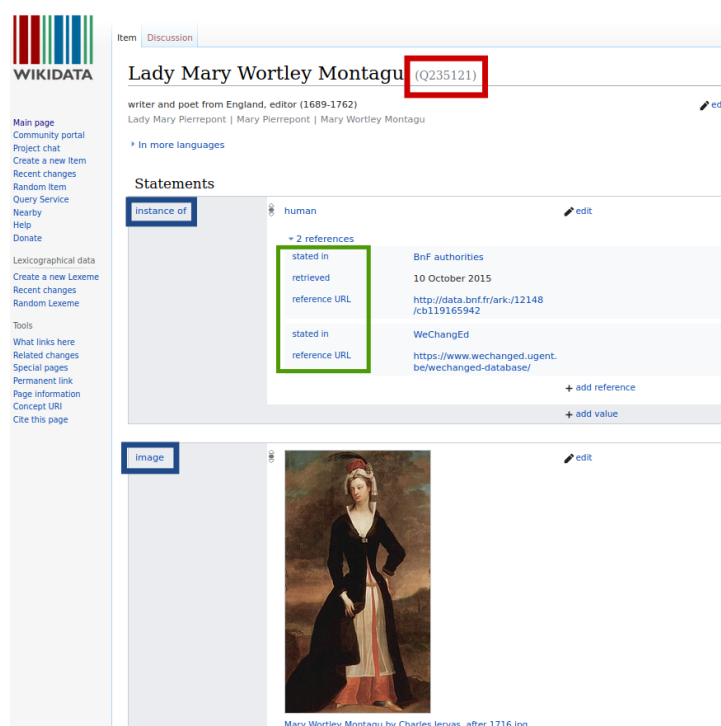 WIKIDATA
Main page
Community portal
Project chat
Create a new Item
Recent changes
Random Item
Query Service
Nearby
Help
Donate
Lexicographical data
Create a new Lexeme
Recent changes
Random Lexeme
Tools
What links here
Related changes
Special pages
Permanent link
Page information
Concept URI
Cite this page
Item Discussion
Lady Mary Wortley Montagu (Q235121)
writer and poet from England, editor (1689-1762)
ed
Lady Mary Pierrepont | Mary Pierrepont | Mary Wortley Montagu
In more languages
Statements
instance of
human
edit
2 references
stated in BnF authorities
retrieved 10 October 2015
reference URL http://data.bnf.fr/ark:/12148
/cb119165942
stated in WeChangEd
reference URL https://www.wechanged.ugent.
be/wechanged-database/
+ add reference
+ add value
image
edit
Mary Wortley Montagu by Charles Jervas, after 1716.jpg